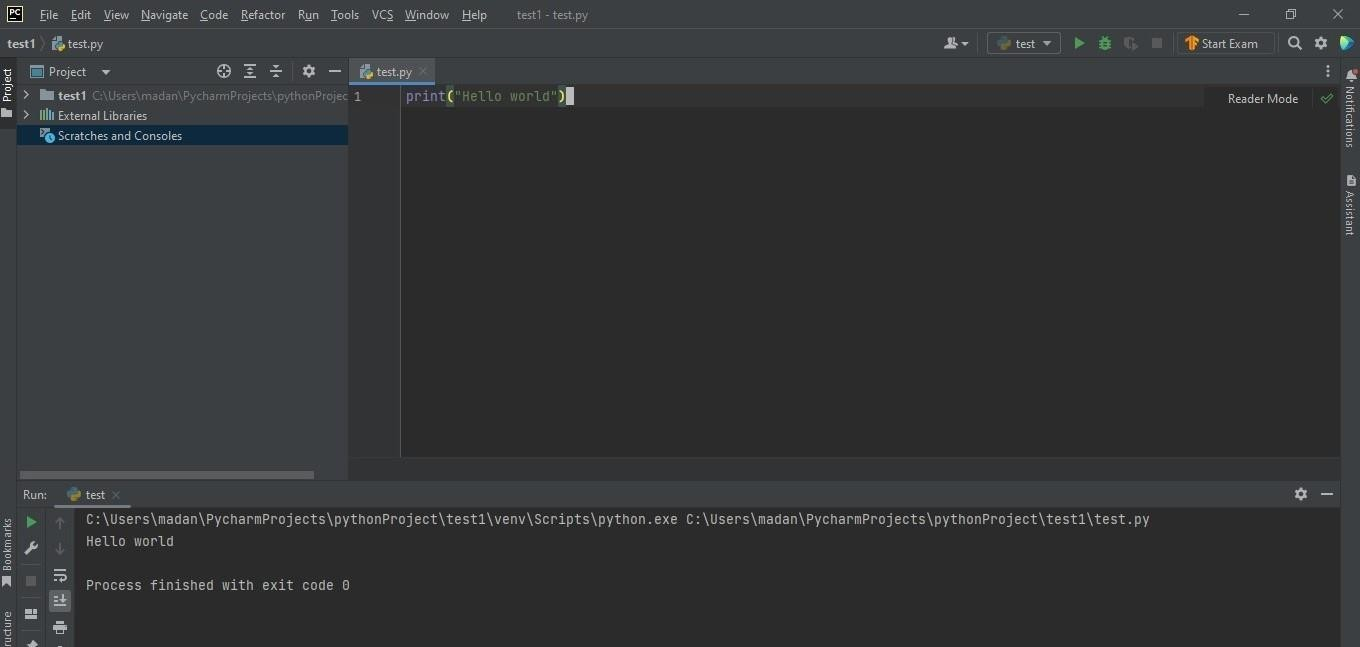 PC File Edit View Navigate Code Refactor Run Tools VCS Window Help test1 - test.py
test1 test.py test Start Exam
Project
Project
test.py
test1 C:\Users\madan\PycharmProjects\pythonProjec
External Libraries
Scratches and Consoles
1 print("Hello world")
Reader Mode
Notifications
Assistant
Run: test
C:\Users\madan\PycharmProjects\pythonProject\test1\venv\Scripts\python.exe C:\Users\madan\PycharmProjects\pythonProject\test1\test.py
Hello world
Process finished with exit code 0
Bookmarks
ructure